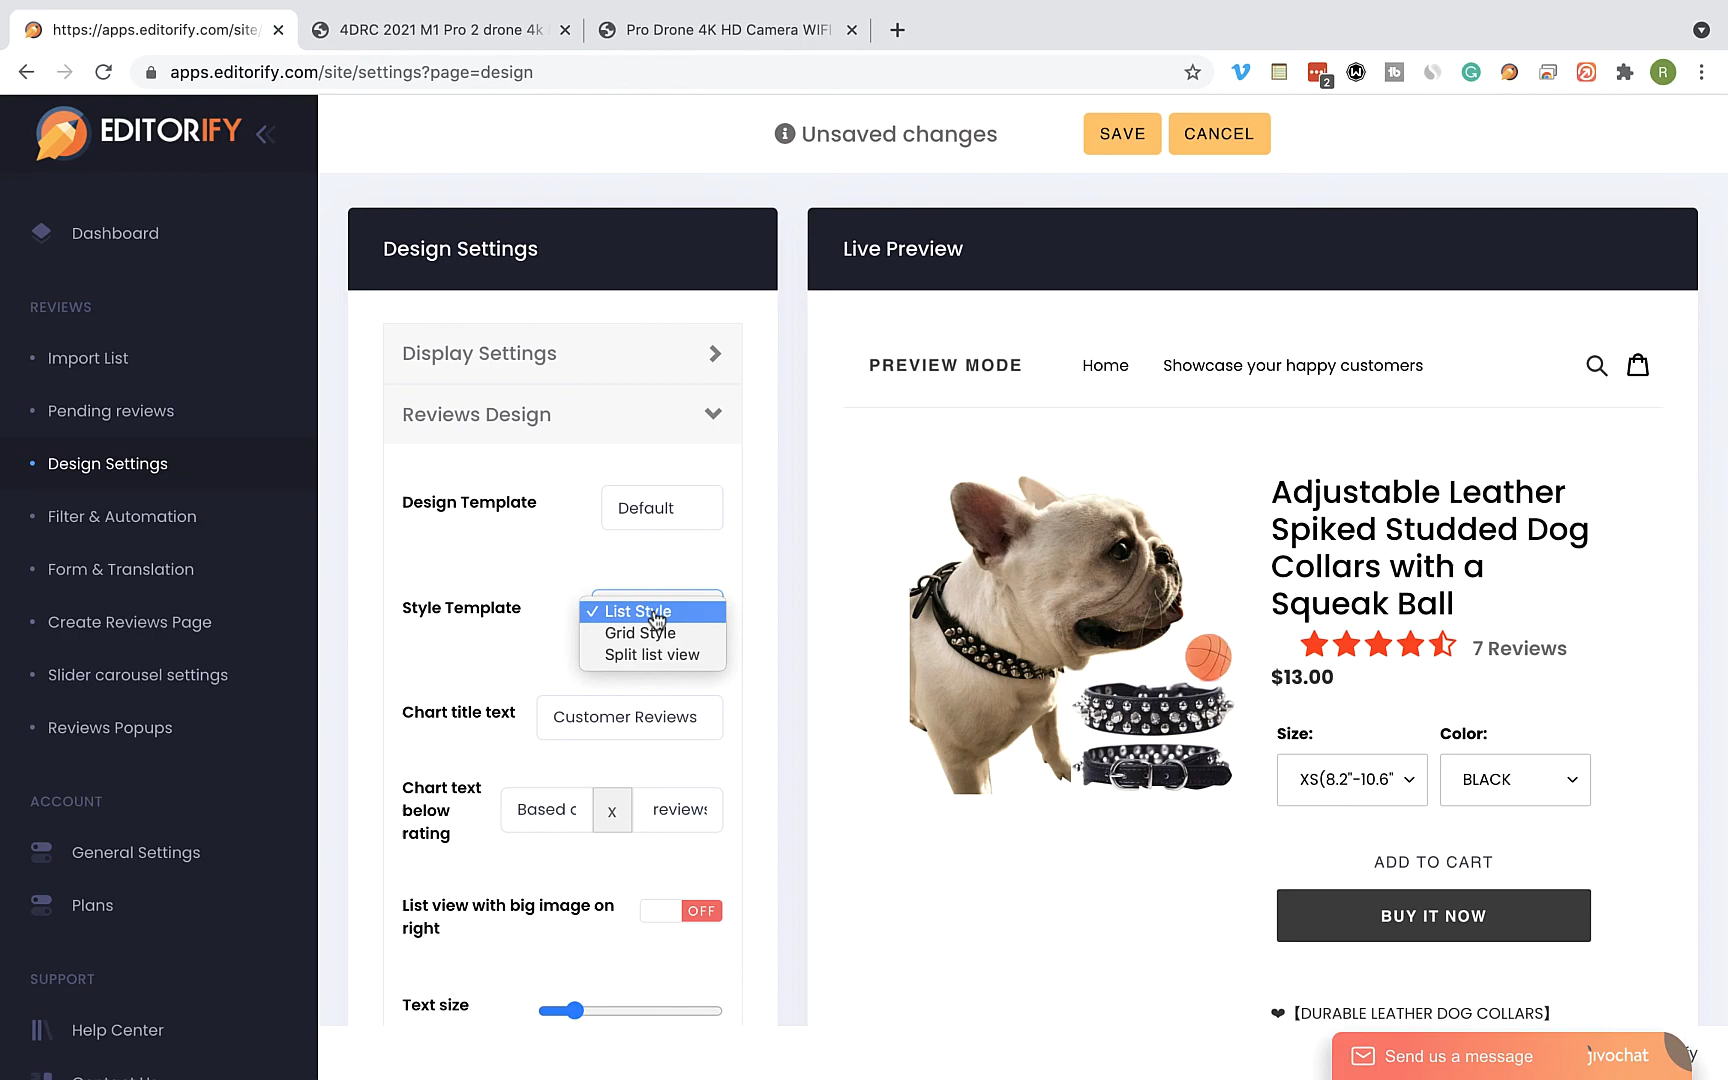 https://apps.editorify.com/site/
4DRC 2021 M1 Pro 2 drone 4k
Pro Drone 4K HD Camera WIFI
apps.editorify.com/site/settings?page=design
2
R
EDITORIFY
Unsaved changes
SAVE
CANCEL
Dashboard
REVIEWS
Import List
Pending reviews
Design Settings
Filter & Automation
Form & Translation
Create Reviews Page
Slider carousel settings
Reviews Popups
ACCOUNT
General Settings
Plans
SUPPORT
Help Center
Design Settings
Display Settings
Reviews Design
Design Template
Default
Style Template
✓ List Style
Grid Style
Split list view
Chart title text
Customer Reviews
Chart text
below
rating
Based c
x
reviews
List view with big image on
right
OFF
Text size
Live Preview
PREVIEW MODE
Home
Showcase your happy customers
Adjustable Leather
Spiked Studded Dog
Collars with a
Squeak Ball
7 Reviews
$13.00
Size:
Color:
XS(8.2"-10.6"
BLACK
ADD TO CART
BUY IT NOW
❤【DURABLE LEATHER DOG COLLARS】
Send us a message
jivochat